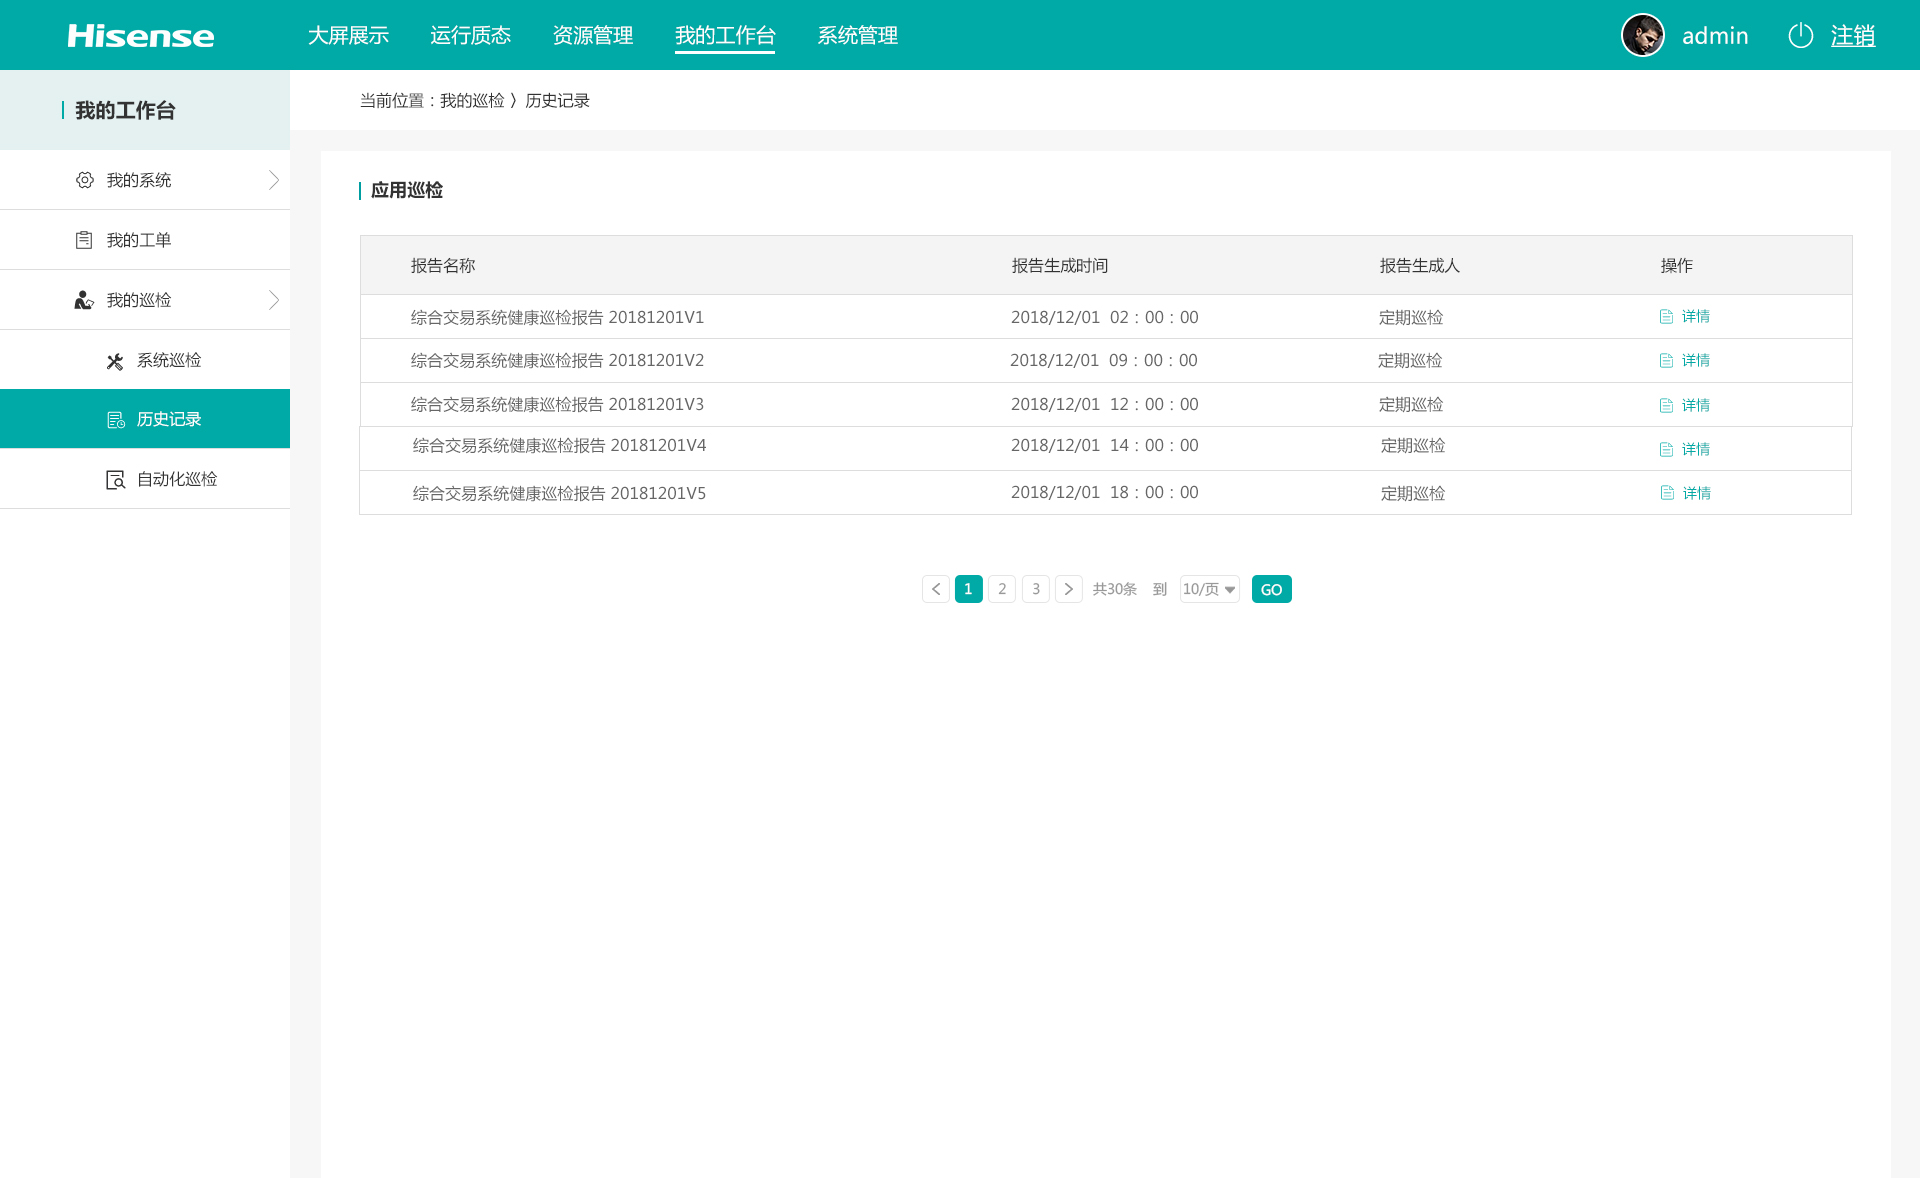 Hisense 大屏展示 运行质态 资源管理 我的工作台 系统管理 admin 注销
我的工作台
我的系统
我的工单
我的巡检
系统巡检
历史记录
自动化巡检
当前位置：我的巡检 〉历史记录
应用巡检
报告名称 报告生成时间 报告生成人 操作
综合交易系统健康巡检报告 20181201V1 2018/12/01 02：00：00 定期巡检 详情
综合交易系统健康巡检报告 20181201V2 2018/12/01 09：00：00 定期巡检 详情
综合交易系统健康巡检报告 20181201V3 2018/12/01 12：00：00 定期巡检 详情
综合交易系统健康巡检报告 20181201V4 2018/12/01 14：00：00 定期巡检 详情
综合交易系统健康巡检报告 20181201V5 2018/12/01 18：00：00 定期巡检 详情
< 1 2 3 > 共30条 到 10/页 GO